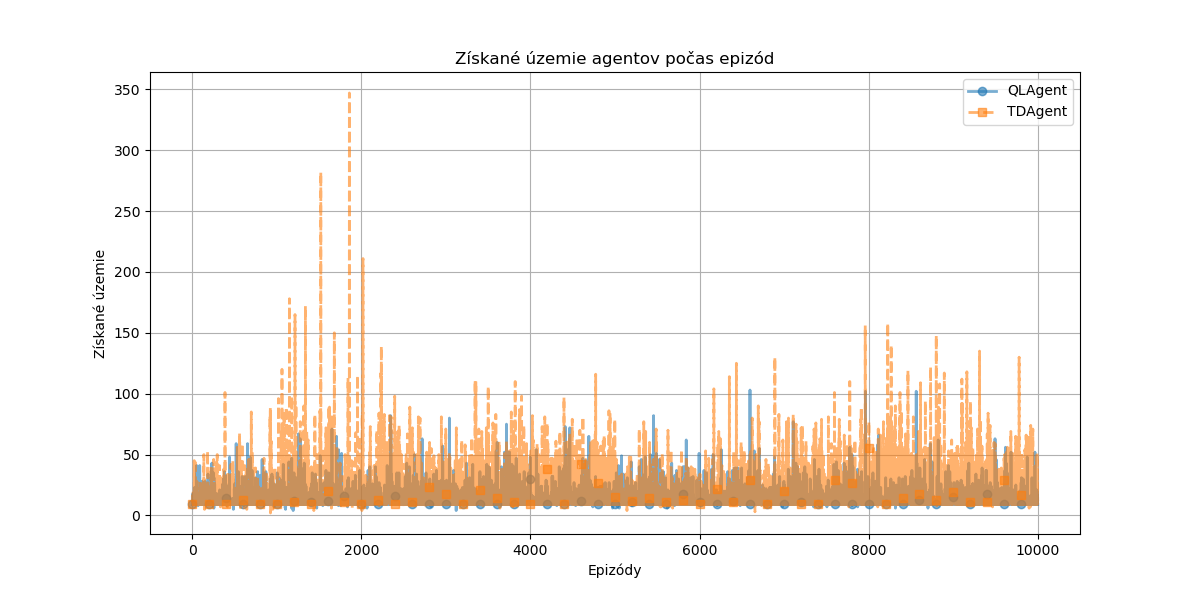 Získané územie agentov počas epizód
QLAgent
TDAgent
Získané územie
350
300
250
200
150
100
50
0
0
2000
4000
6000
8000
10000
Epizódy